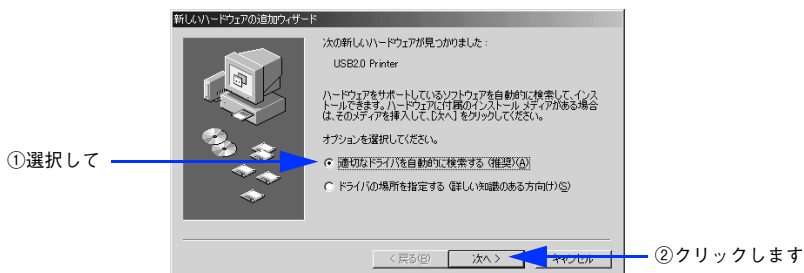 新しいハードウェアの追加ウィザード
次の新しいハードウェアが見つかりました：
USB2.0 Printer
ハードウェアをサポートしているソフトウェアを自動的に検索して、インス
トールできます。ハードウェアに付属のインストール メディアがある場合
は、そのメディアを挿入して、[次へ] をクリックしてください。
オプションを選択してください。
①選択して
適切なドライバを自動的に検索する (推奨)(A)
ドライバの場所を指定する (詳しい知識のある方向け)(S)
< 戻る(B)
次へ >
キャンセル
②クリックします